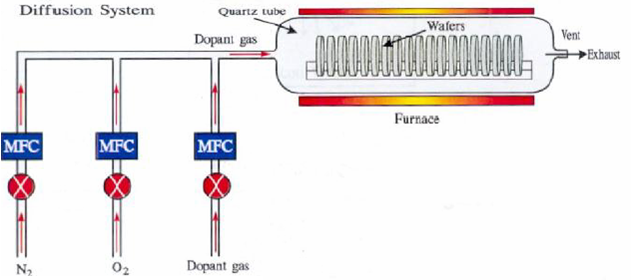 Diffusion System
Quartz tube
Dopant gas
Wafers
Vent
Exhaust
Furnace
MFC
MFC
MFC
N2
O2
Dopant gas